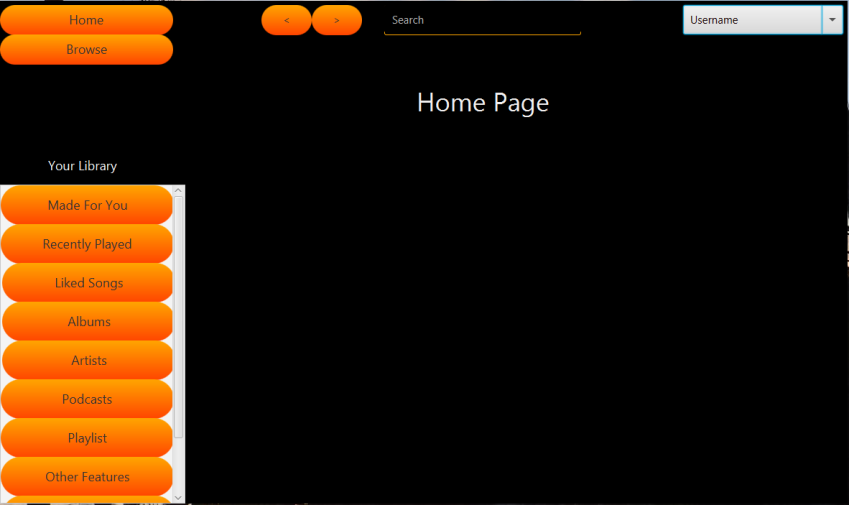 Home
Browse
< >
Search
Username
Home Page
Your Library
Made For You
Recently Played
Liked Songs
Albums
Artists
Podcasts
Playlist
Other Features